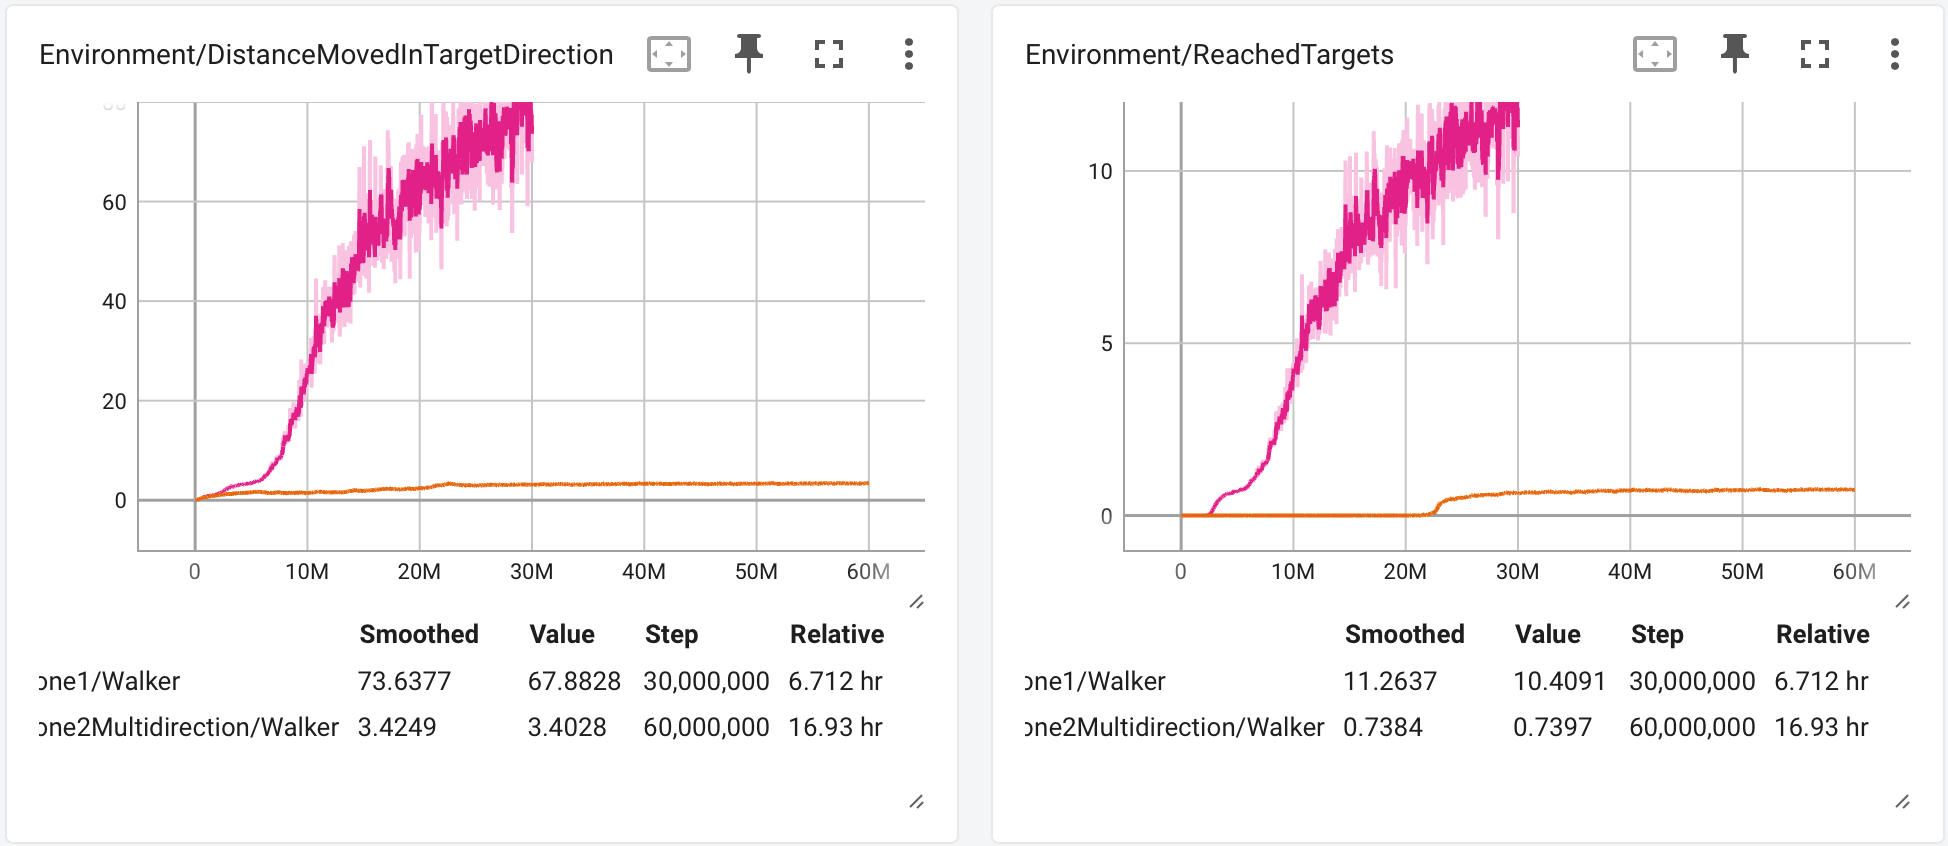 Environment/DistanceMovedInTargetDirection
60
40
20
0
0 10M 20M 30M 40M 50M 60M
Smoothed Value Step Relative
one1/Walker 73.6377 67.8828 30,000,000 6.712 hr
one2Multidirection/Walker 3.4249 3.4028 60,000,000 16.93 hr
Environment/ReachedTargets
10
5
0
0 10M 20M 30M 40M 50M 60M
Smoothed Value Step Relative
one1/Walker 11.2637 10.4091 30,000,000 6.712 hr
one2Multidirection/Walker 0.7384 0.7397 60,000,000 16.93 hr